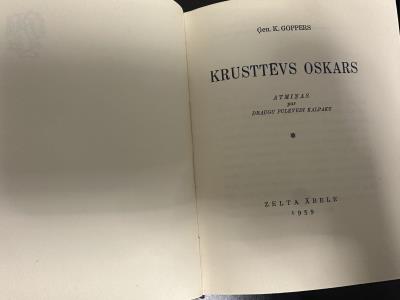 Ģen. K. GOPPERS
KRUSTTĒVS OSKARS
ATMIŅAS
par
DRAUGU PULKVEDI KALPAKU
*
ZELTA ĀBELE
1959